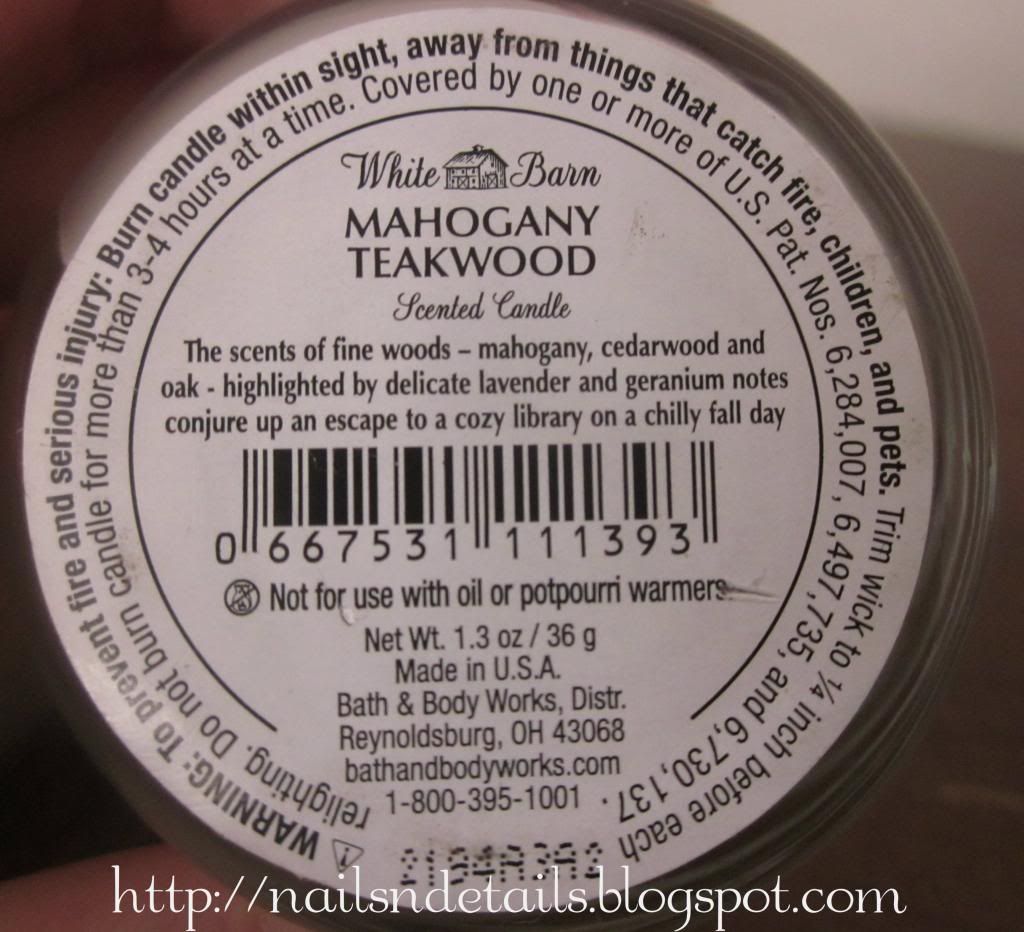 WARNING: To prevent fire and serious injury: Burn candle within sight, away from things that catch fire, children, and pets. Trim wick to ¼ inch before each
relighting. Do not burn candle for more than 3-4 hours at a time. Covered by one or more of U.S. Pat. Nos. 6,284,007, 6,497,735, and 6,730,137.
White Barn
MAHOGANY
TEAKWOOD
Scented Candle
The scents of fine woods – mahogany, cedarwood and
oak - highlighted by delicate lavender and geranium notes
conjure up an escape to a cozy library on a chilly fall day
0 667531 111393
Not for use with oil or potpourri warmers
Net Wt. 1.3 oz / 36 g
Made in U.S.A.
Bath & Body Works, Distr.
Reynoldsburg, OH 43068
bathandbodyworks.com
1-800-395-1001
http://nailsndetails.blogspot.com